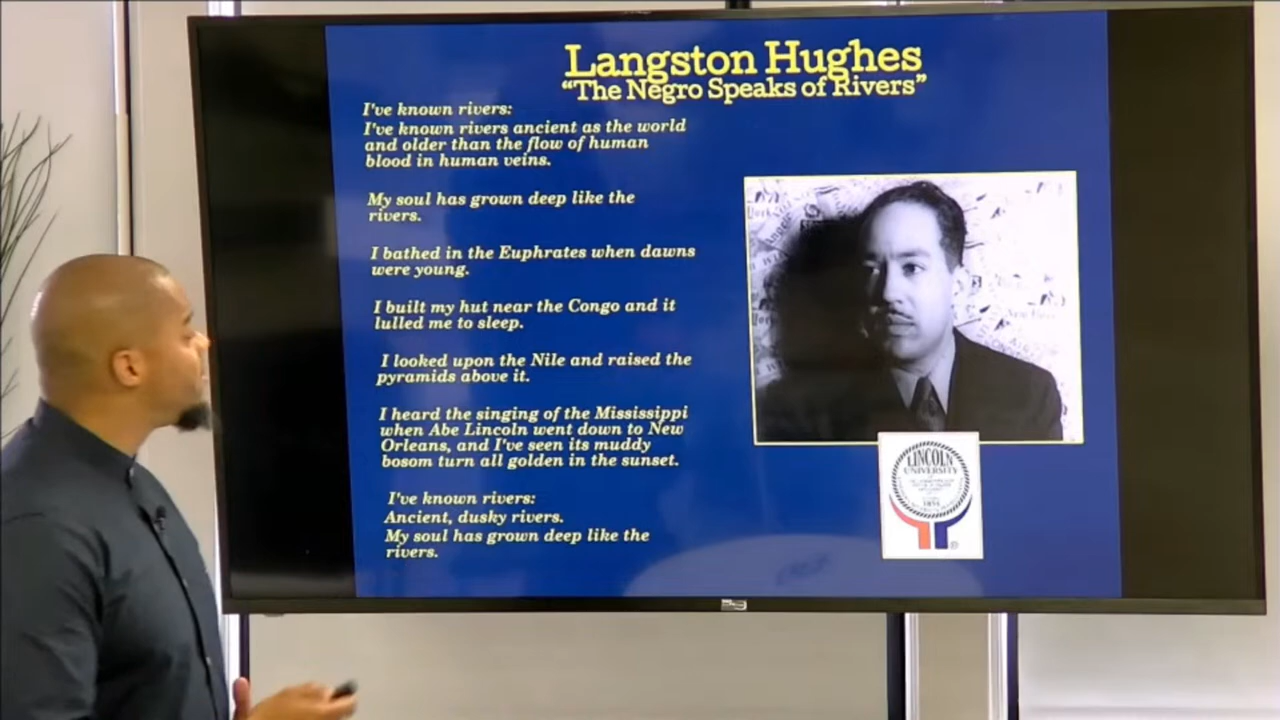 Langston Hughes
“The Negro Speaks of Rivers”
I've known rivers:
I've known rivers ancient as the world
and older than the flow of human
blood in human veins.
My soul has grown deep like the
rivers.
I bathed in the Euphrates when dawns
were young.
I built my hut near the Congo and it
lulled me to sleep.
I looked upon the Nile and raised the
pyramids above it.
I heard the singing of the Mississippi
when Abe Lincoln went down to New
Orleans, and I've seen its muddy
bosom turn all golden in the sunset.
I've known rivers:
Ancient, dusky rivers.
My soul has grown deep like the
rivers.
LINCOLN
UNIVERSITY
1854
®